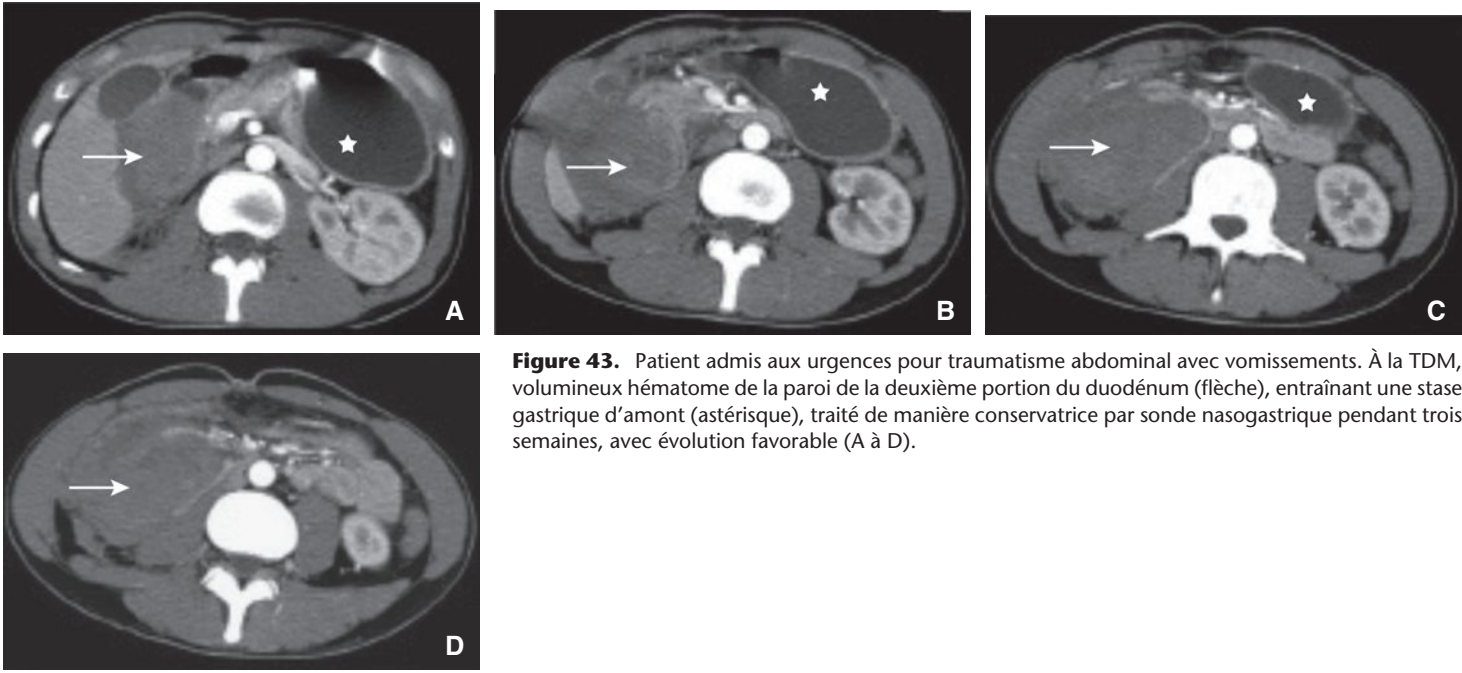 A
B
C
Figure 43. Patient admis aux urgences pour traumatisme abdominal avec vomissements. À la TDM,
volumineux hématome de la paroi de la deuxième portion du duodénum (flèche), entraînant une stase
gastrique d'amont (astérisque), traité de manière conservatrice par sonde nasogastrique pendant trois
semaines, avec évolution favorable (A à D).
D